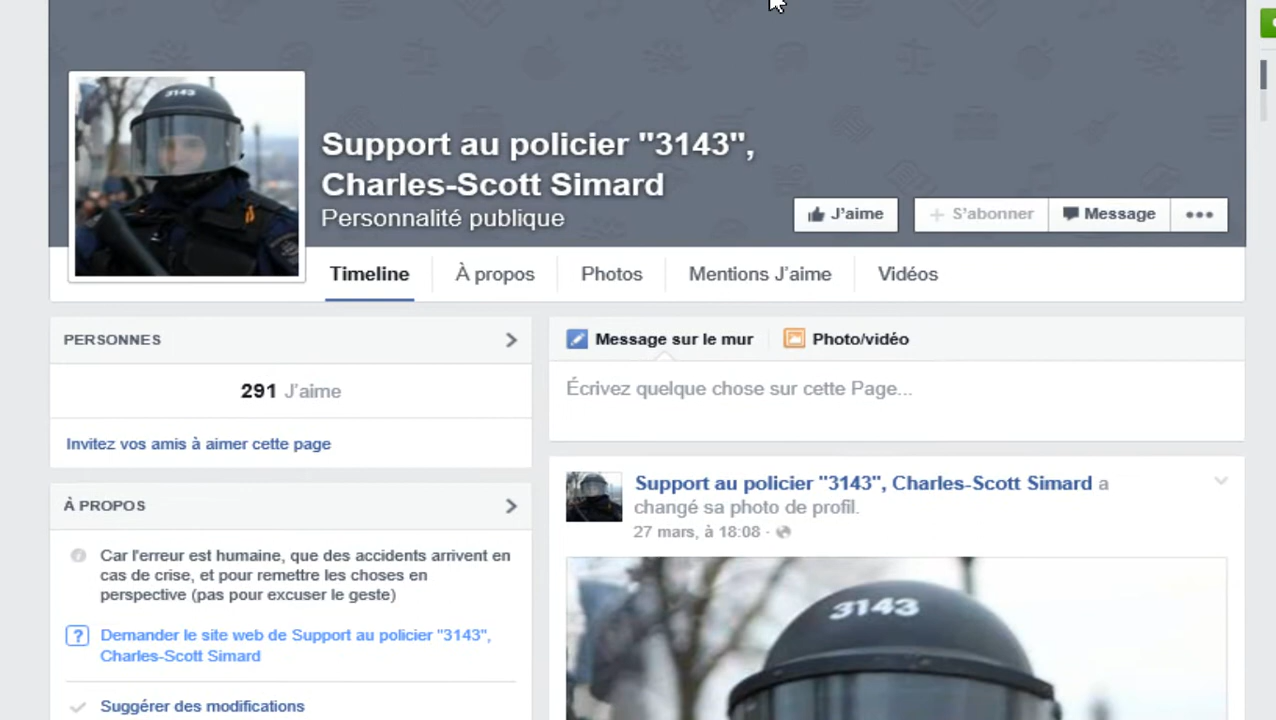 3143
Support au policier "3143",
Charles-Scott Simard
Personnalité publique
J'aime
+ S'abonner
Message
Timeline
À propos
Photos
Mentions J'aime
Vidéos
PERSONNES
291 J'aime
Invitez vos amis à aimer cette page
À PROPOS
Car l'erreur est humaine, que des accidents arrivent en
cas de crise, et pour remettre les choses en
perspective (pas pour excuser le geste)
Demander le site web de Support au policier "3143",
Charles-Scott Simard
Suggérer des modifications
Message sur le mur
Photo/vidéo
Écrivez quelque chose sur cette Page...
Support au policier "3143", Charles-Scott Simard a
changé sa photo de profil.
27 mars, à 18:08 ·
3143